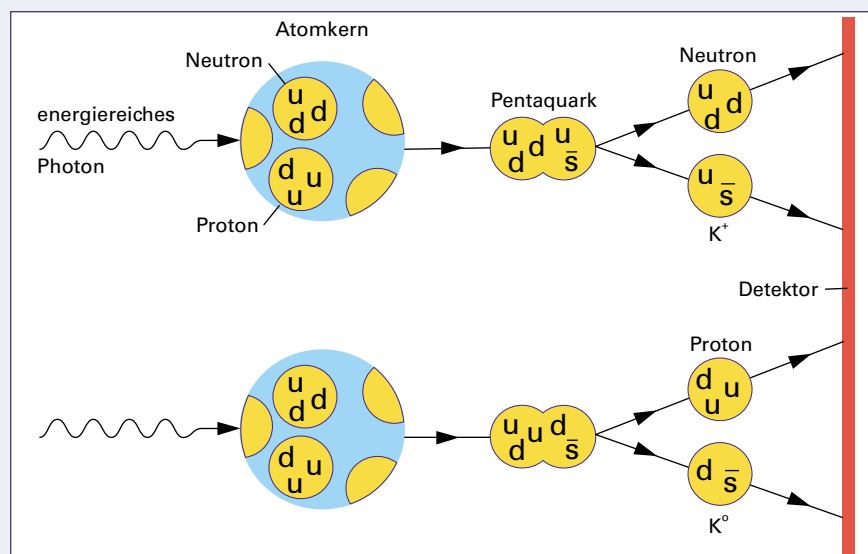 Atomkern
Neutron
u
d d
energiereiches
Photon
d
u u
Proton
Pentaquark
u d u
d s̅
Neutron
u
d d
u s̅
K⁺
Detektor
u
d d
d
u u
u u d
d s̅
Proton
d
u u
d s̅
K⁰